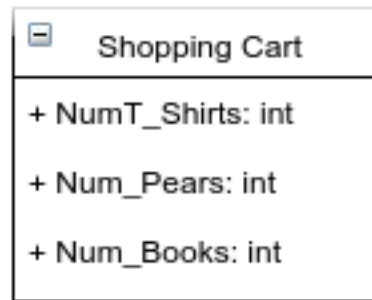 Shopping Cart
+ NumT_Shirts: int
+ Num_Pears: int
+ Num_Books: int